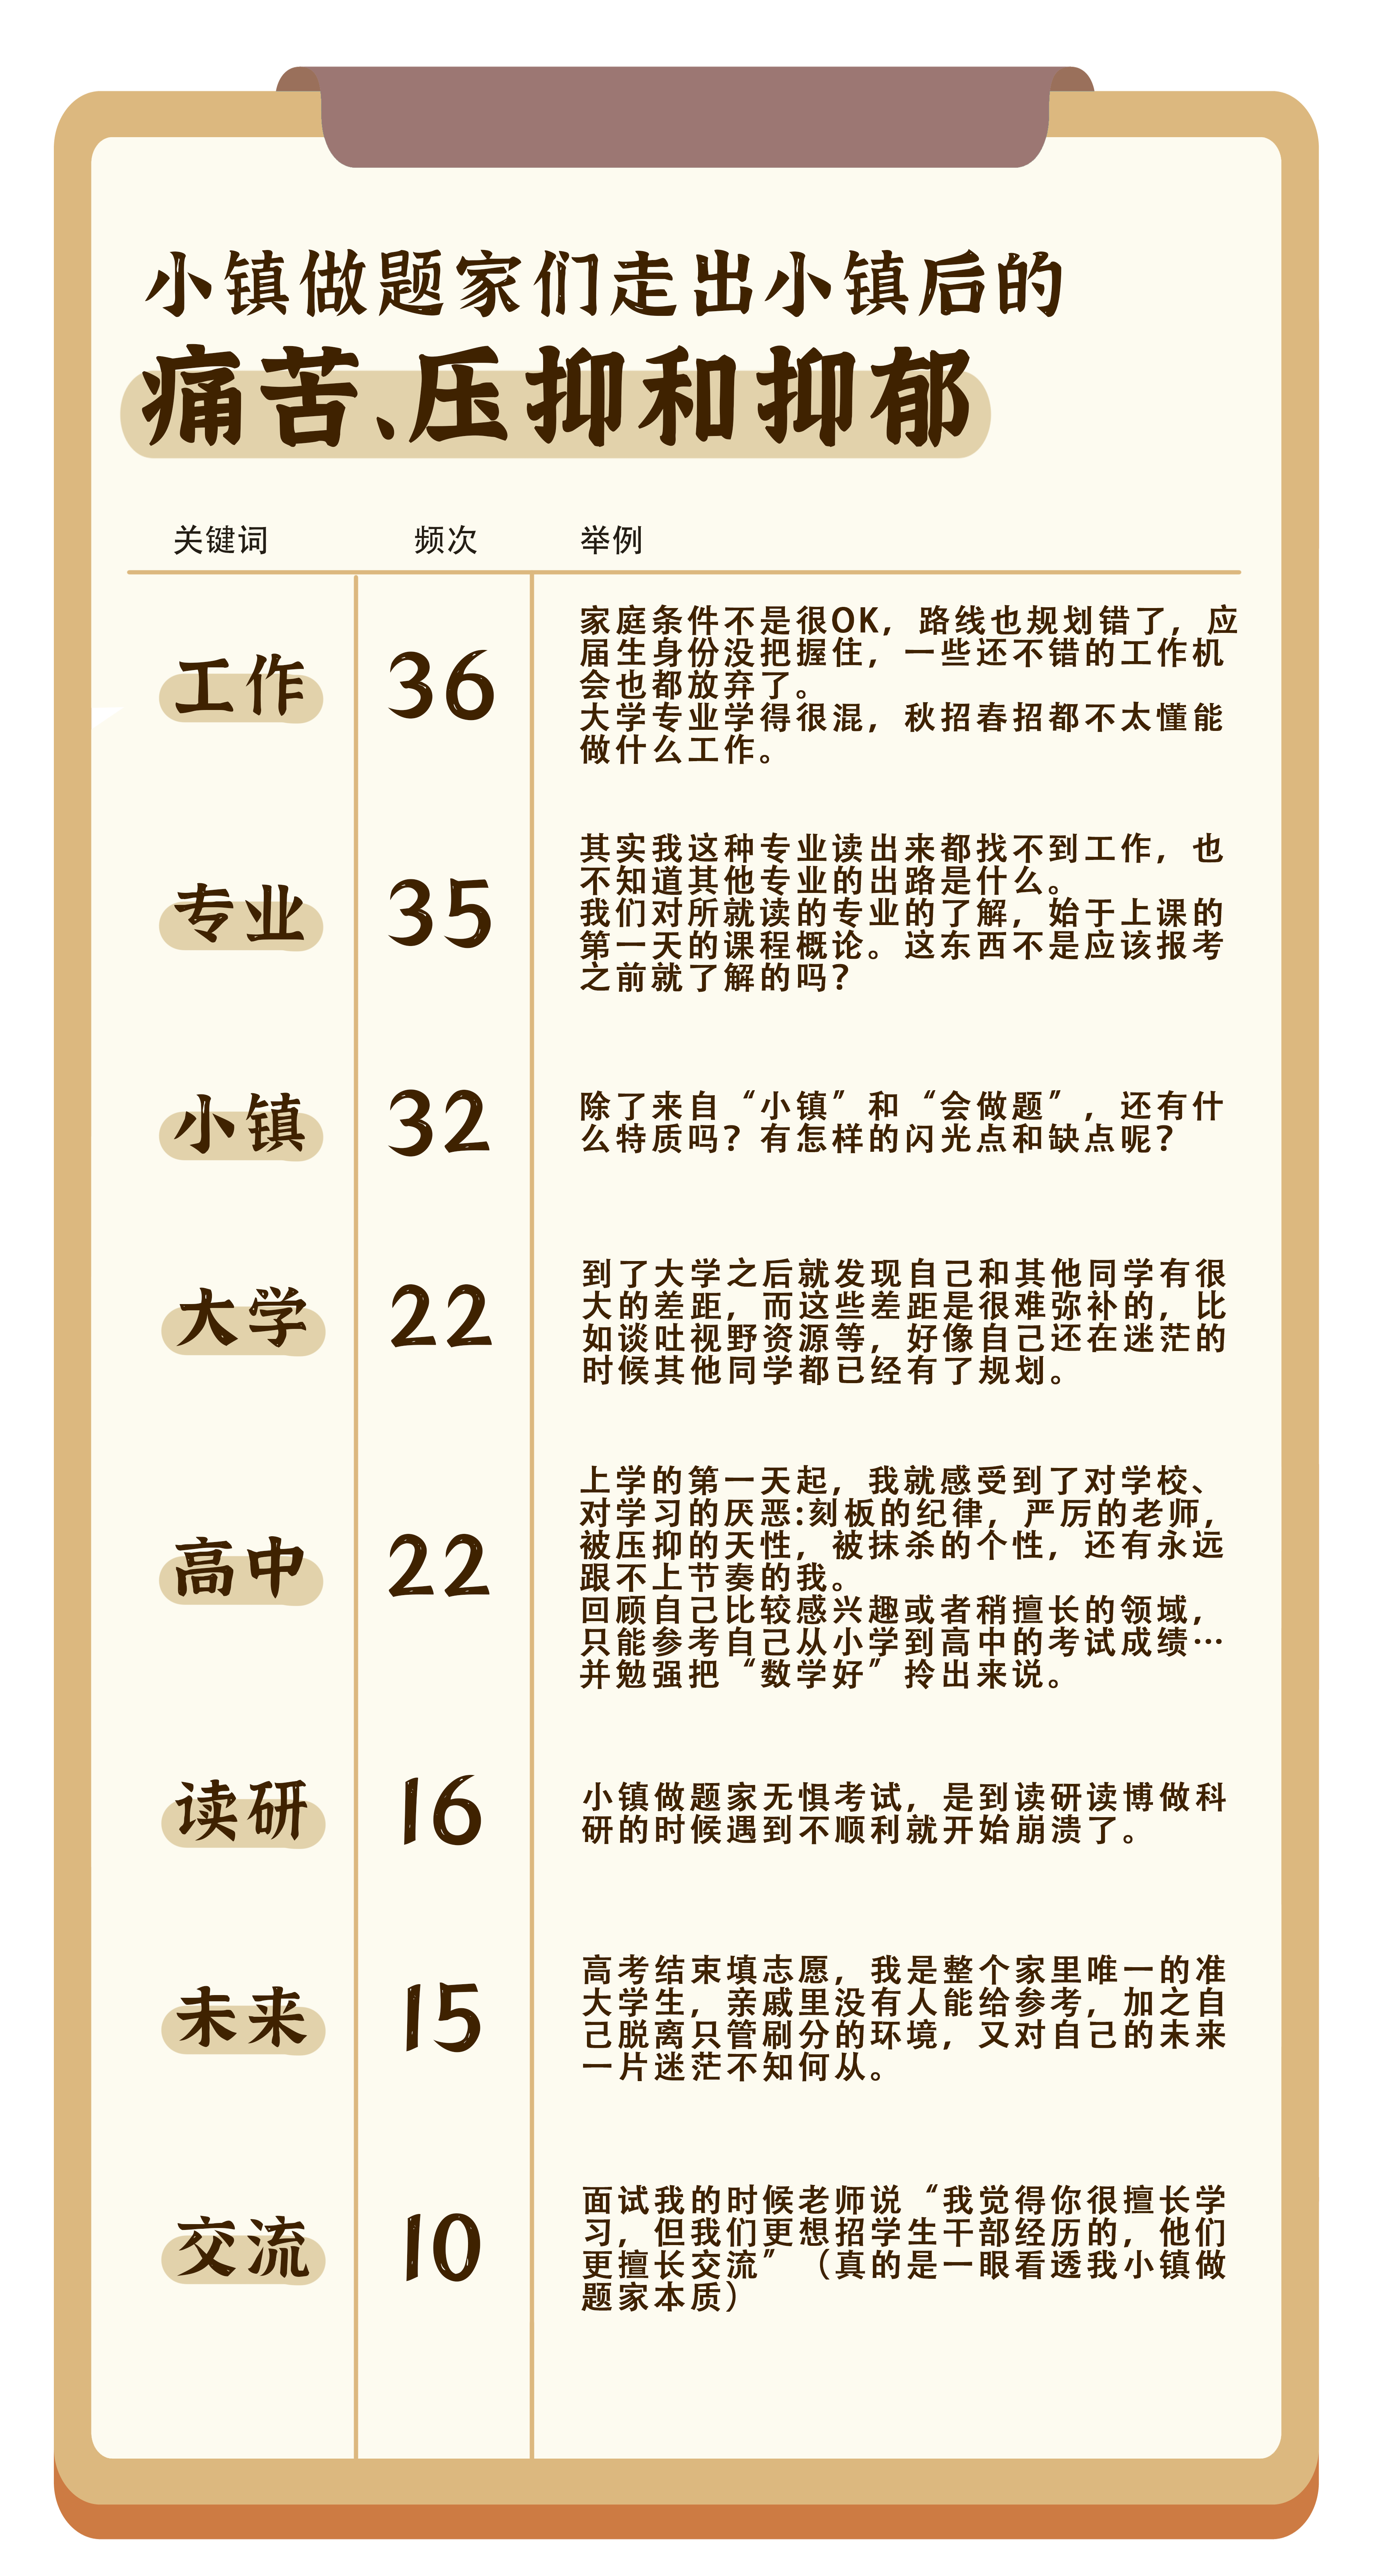 小镇做题家们走出小镇后的
痛苦、压抑和抑郁
关键词 频次 举例
工作 36
家庭条件不是很OK，路线也规划错了，应
届生身份没把握住，一些还不错的工作机
会也都放弃了。
大学专业学得很混，秋招春招都不太懂能
做什么工作。
专业 35
其实我这种专业读出来都找不到工作，也
不知道其他专业的出路是什么。
我们对所就读的专业的了解，始于上课的
第一天的课程概论。这东西不是应该报考
之前就了解的吗？
小镇 32
除了来自“小镇”和“会做题”，还有什
么特质吗？有怎样的闪光点和缺点呢？
大学 22
到了大学之后就发现自己和其他同学有很
大的差距，而这些差距是很难弥补的，比
如谈吐视野资源等，好像自己还在迷茫的
时候其他同学都已经有了规划。
高中 22
上学的第一天起，我就感受到了对学校、
对学习的厌恶:刻板的纪律，严厉的老师，
被压抑的天性，被抹杀的个性，还有永远
跟不上节奏的我。
回顾自己比较感兴趣或者稍擅长的领域，
只能参考自己从小学到高中的考试成绩…
并勉强把“数学好”拎出来说。
读研 16
小镇做题家无惧考试，是到读研读博做科
研的时候遇到不顺利就开始崩溃了。
未来 15
高考结束填志愿，我是整个家里唯一的准
大学生，亲戚里没有人能给参考，加之自
己脱离只管刷分的环境，又对自己的未来
一片迷茫不知何从。
交流 10
面试我的时候老师说“我觉得你很擅长学
习，但我们更想招学生干部经历的，他们
更擅长交流”（真的是一眼看透我小镇做
题家本质）